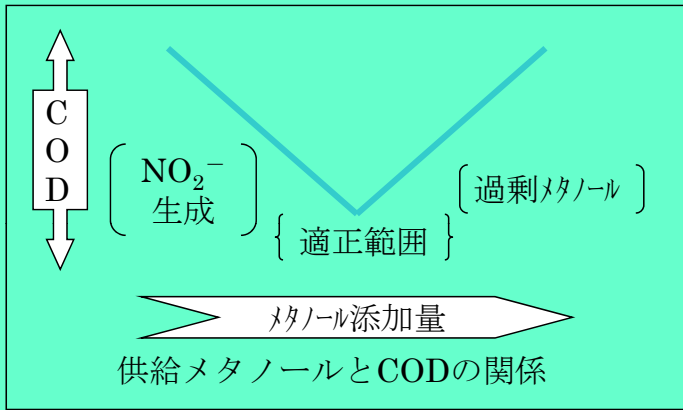 COD
NO₂⁻
生成
過剰ﾒﾀﾉｰﾙ
適正範囲
ﾒﾀﾉｰﾙ添加量
供給メタノールとCODの関係